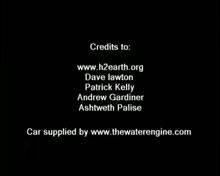 Credits to:
www.h2earth.org
Dave lawton
Patrick Kelly
Andrew Gardiner
Ashtweth Palise
Car supplied by www.thewaterengine.com